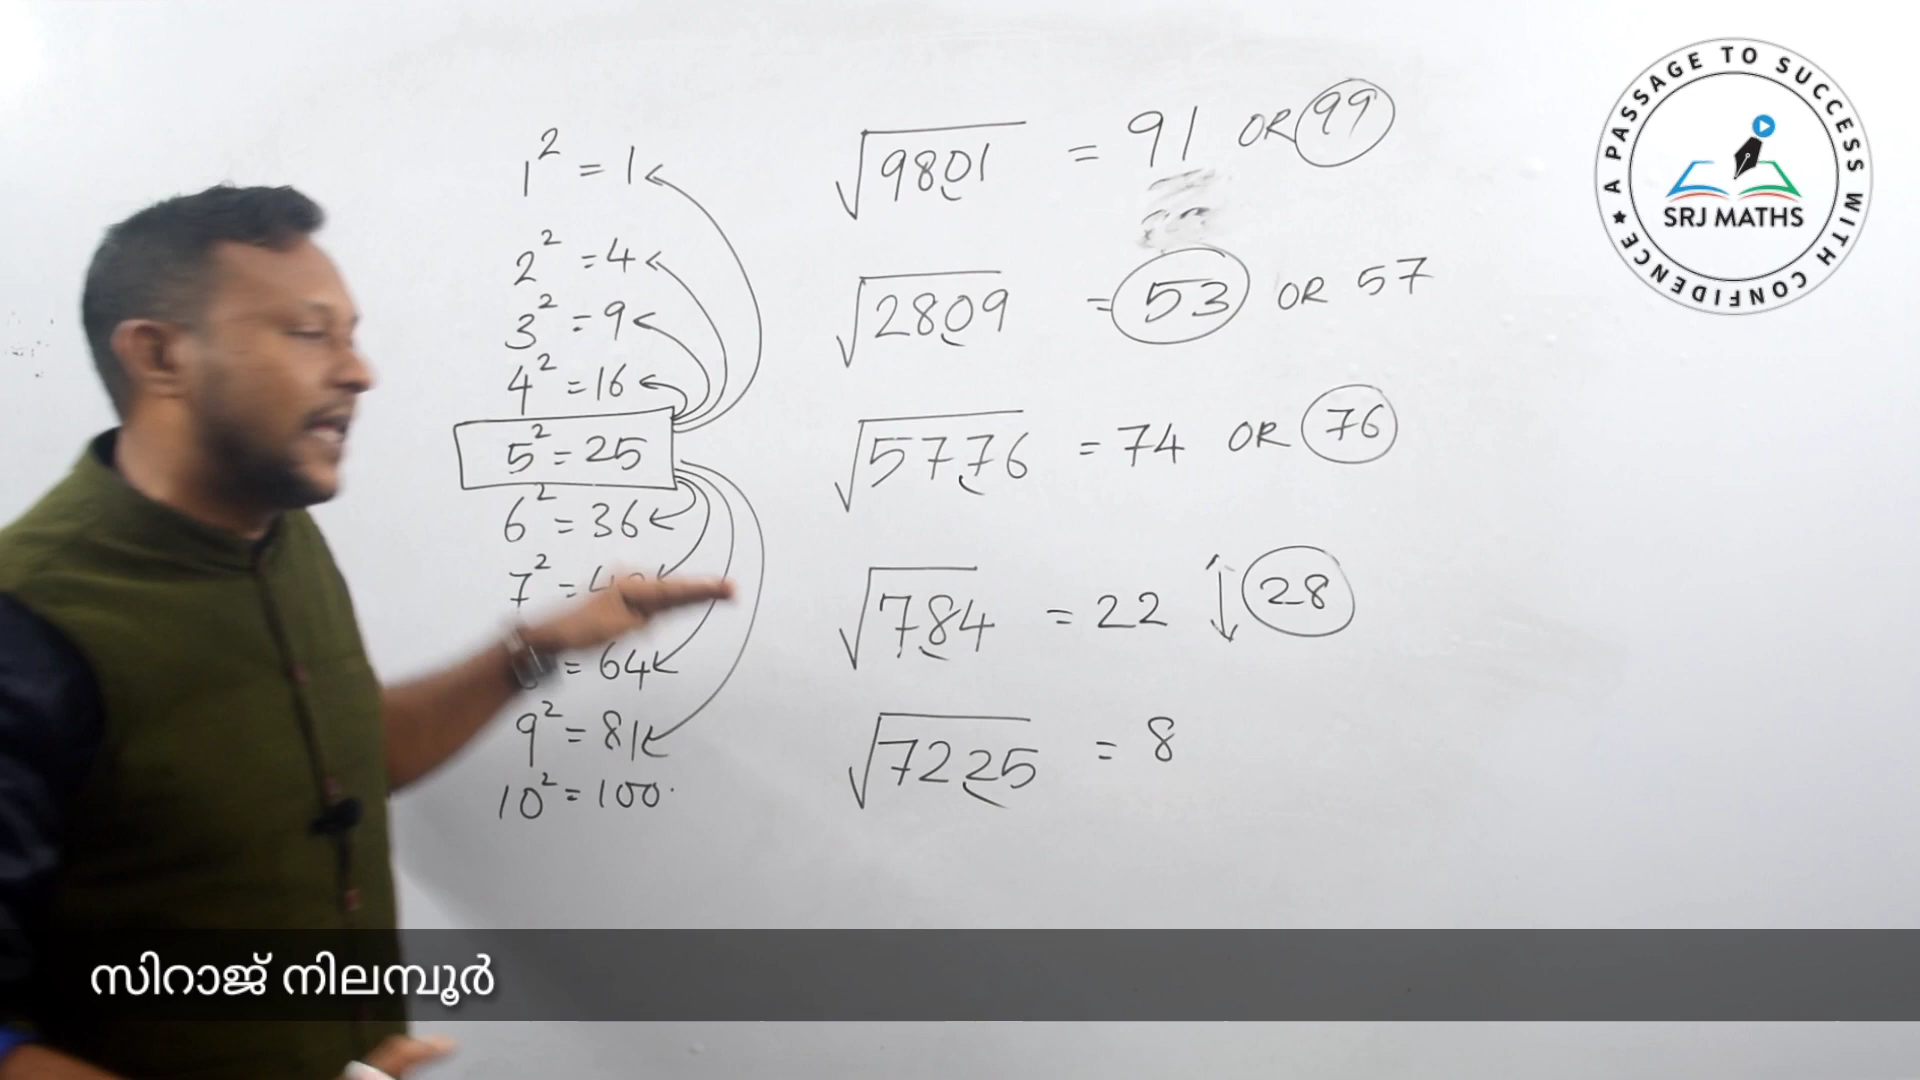 1² = 1
2² = 4
3² = 9
4² = 16
5² = 25
6² = 36
7² = 4
= 64
9² = 81
10² = 100
√9801 = 91 OR 99
√2809 = 53 OR 57
√5776 = 74 OR 76
√784 = 22 28
√7225 = 8
A PASSAGE TO SUCCESS WITH CONFIDENCE
SRJ MATHS
സിറാജ് നിലമ്പൂർ